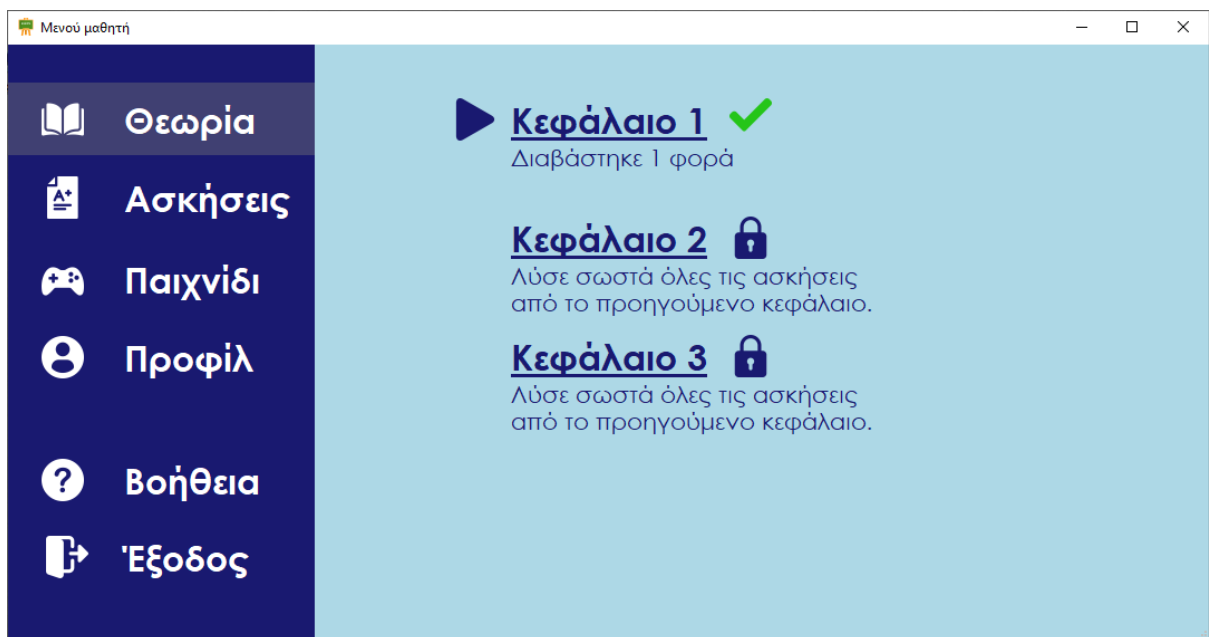 Μενού μαθητή
Θεωρία
Ασκήσεις
Παιχνίδι
Προφίλ
Βοήθεια
Έξοδος
Κεφάλαιο 1
Διαβάστηκε 1 φορά
Κεφάλαιο 2
Λύσε σωστά όλες τις ασκήσεις
από το προηγούμενο κεφάλαιο.
Κεφάλαιο 3
Λύσε σωστά όλες τις ασκήσεις
από το προηγούμενο κεφάλαιο.